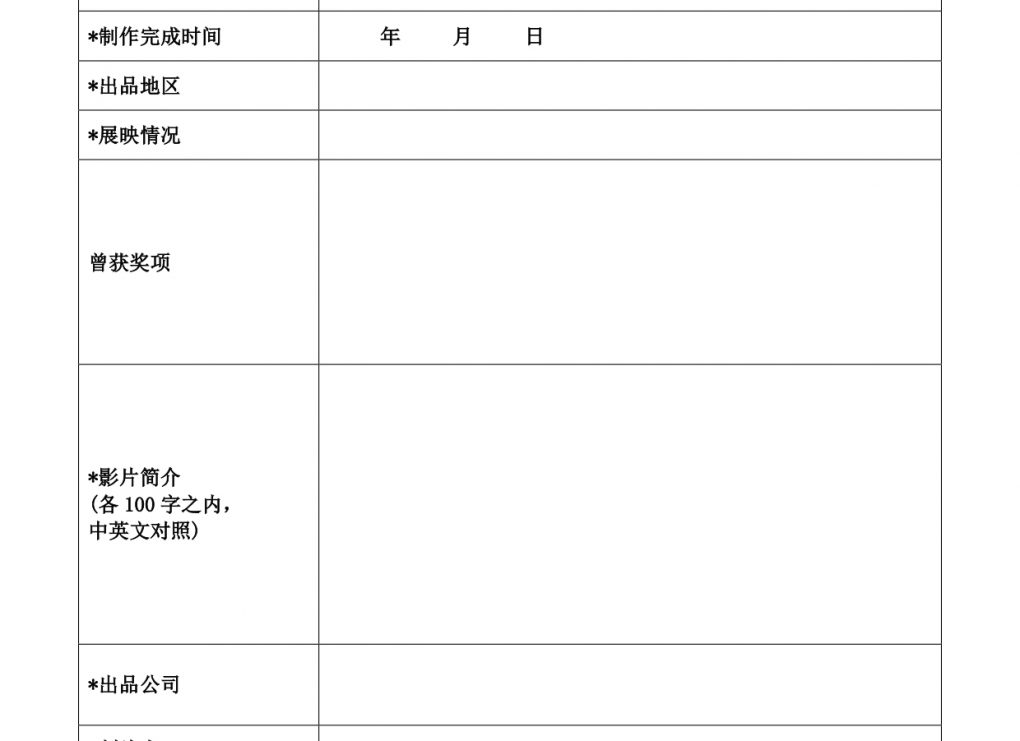 *制作完成时间 年 月 日
*出品地区
*展映情况
曾获奖项
*影片简介
(各 100 字之内，
中英文对照)
*出品公司